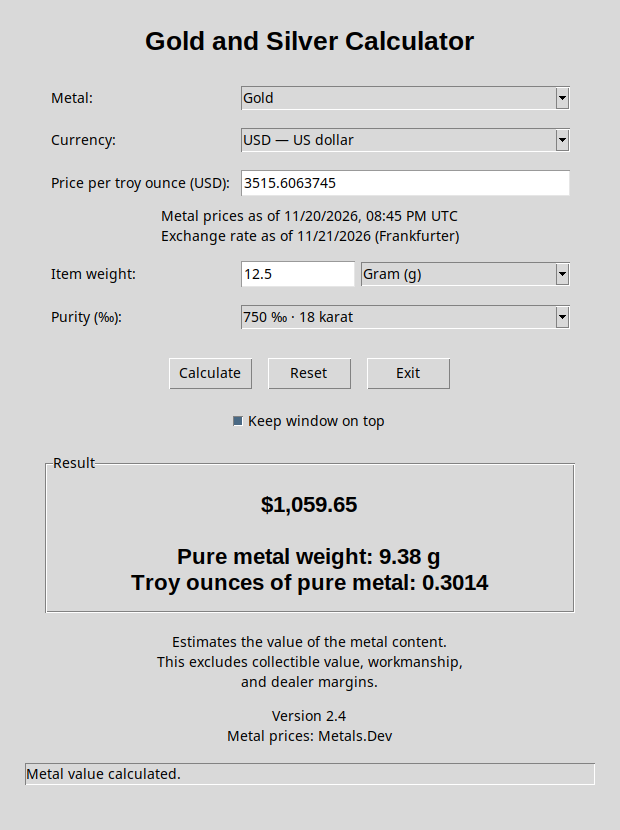 Gold and Silver Calculator
Metal: Gold
Currency: USD — US dollar
Price per troy ounce (USD): 3515.6063745
Metal prices as of 11/20/2026, 08:45 PM UTC
Exchange rate as of 11/21/2026 (Frankfurter)
Item weight: 12.5 Gram (g)
Purity (‰): 750 ‰ · 18 karat
Calculate Reset Exit
Keep window on top
Result
$1,059.65
Pure metal weight: 9.38 g
Troy ounces of pure metal: 0.3014
Estimates the value of the metal content.
This excludes collectible value, workmanship,
and dealer margins.
Version 2.4
Metal prices: Metals.Dev
Metal value calculated.